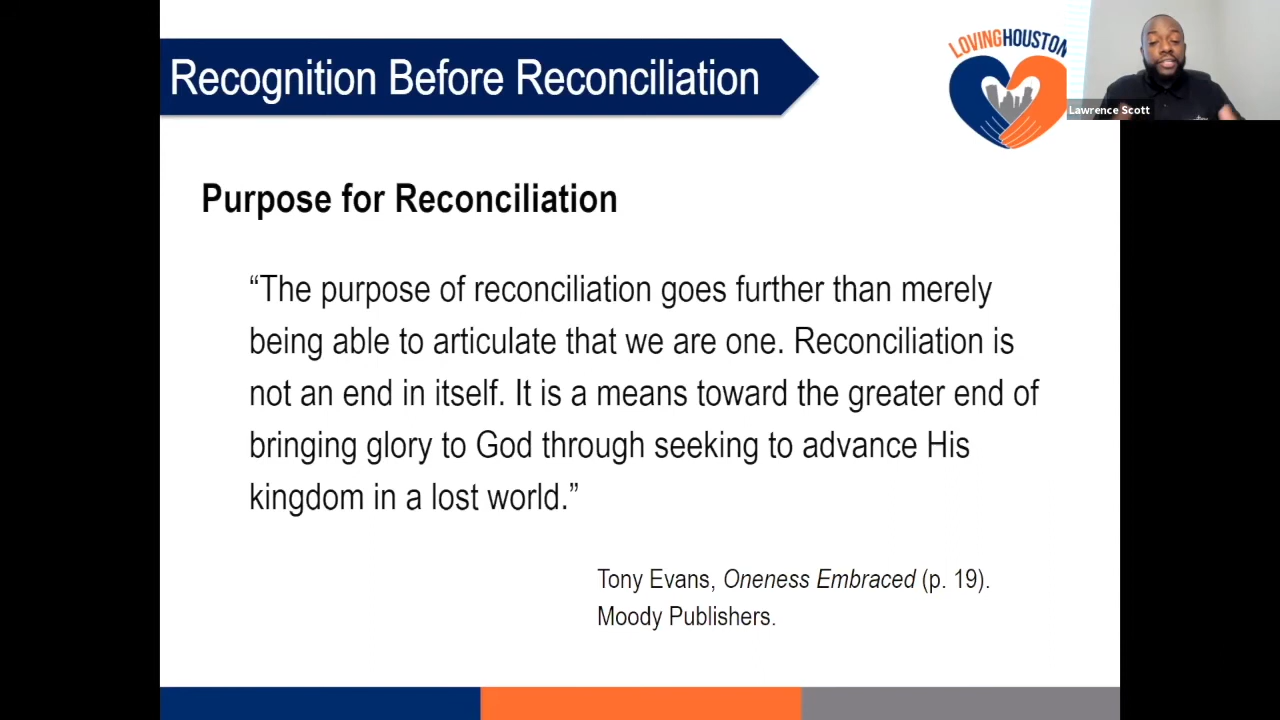 Recognition Before Reconciliation
LOVINGHOUSTON
Lawrence Scott
Purpose for Reconciliation
“The purpose of reconciliation goes further than merely
being able to articulate that we are one. Reconciliation is
not an end in itself. It is a means toward the greater end of
bringing glory to God through seeking to advance His
kingdom in a lost world.”
Tony Evans, Oneness Embraced (p. 19).
Moody Publishers.